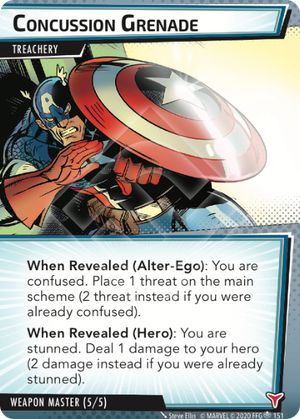 Concussion Grenade
TREACHERY
When Revealed (Alter-Ego): You are
confused. Place 1 threat on the main
scheme (2 threat instead if you were
already confused).
When Revealed (Hero): You are
stunned. Deal 1 damage to your hero
(2 damage instead if you were already
stunned).
WEAPON MASTER (5/5)
Steve Ellis © MARVEL © 2020 FFG 151